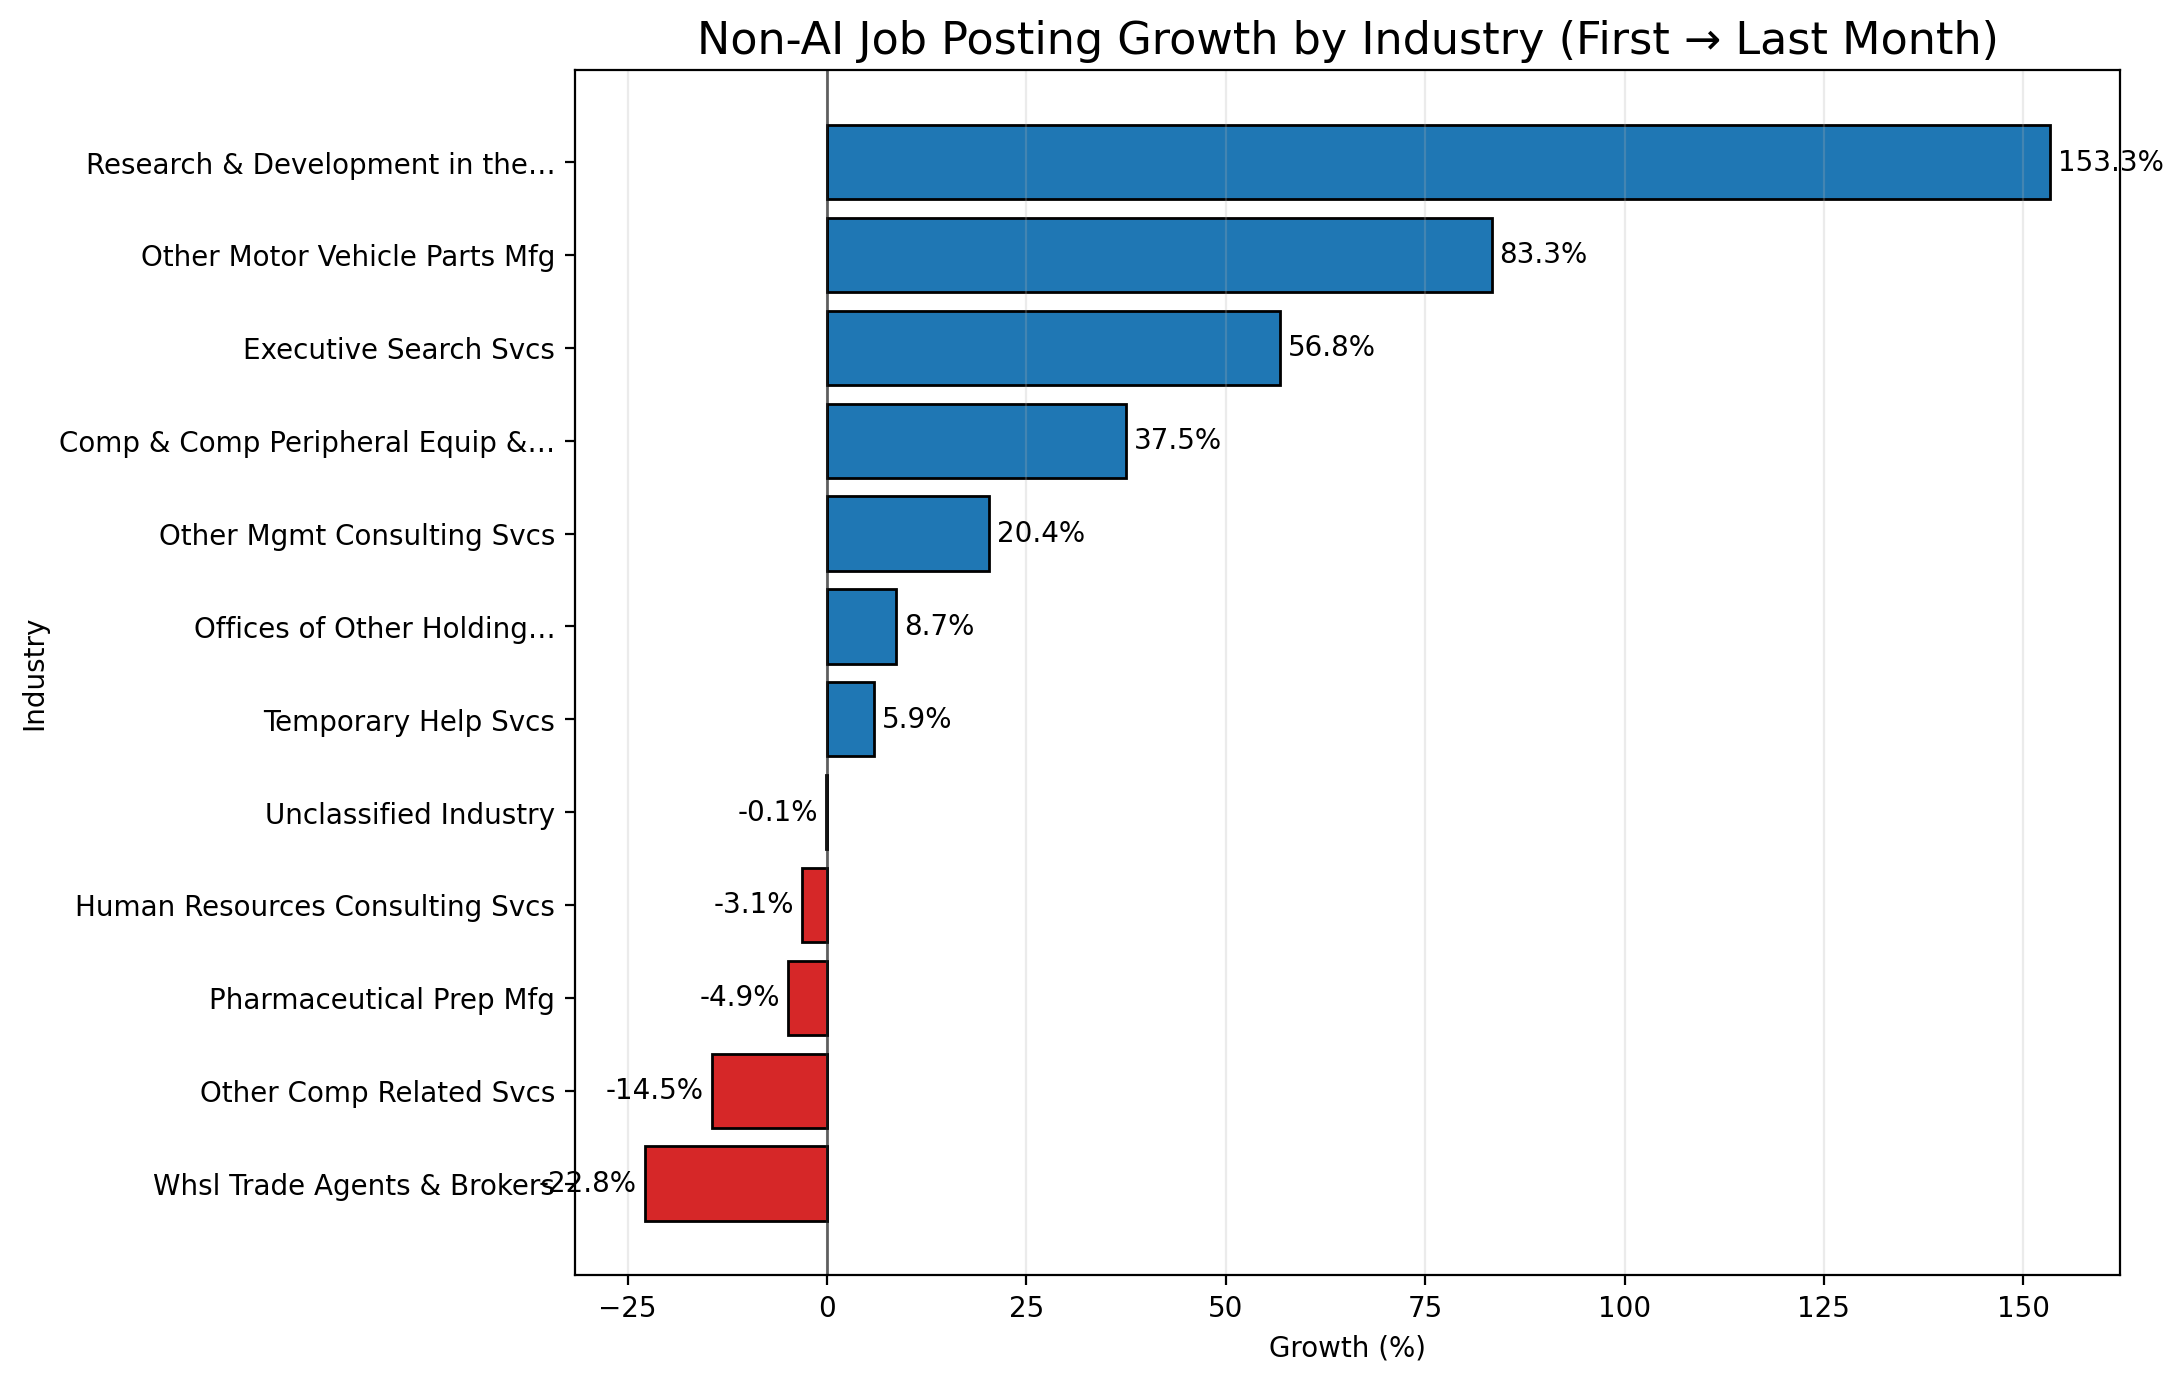 Non-AI Job Posting Growth by Industry (First → Last Month)
Research & Development in the... 153.3%
Other Motor Vehicle Parts Mfg 83.3%
Executive Search Svcs 56.8%
Comp & Comp Peripheral Equip &... 37.5%
Other Mgmt Consulting Svcs 20.4%
Offices of Other Holding... 8.7%
Temporary Help Svcs 5.9%
Unclassified Industry -0.1%
Human Resources Consulting Svcs -3.1%
Pharmaceutical Prep Mfg -4.9%
Other Comp Related Svcs -14.5%
Whsl Trade Agents & Brokers -22.8%
Industry
−25 0 25 50 75 100 125 150
Growth (%)